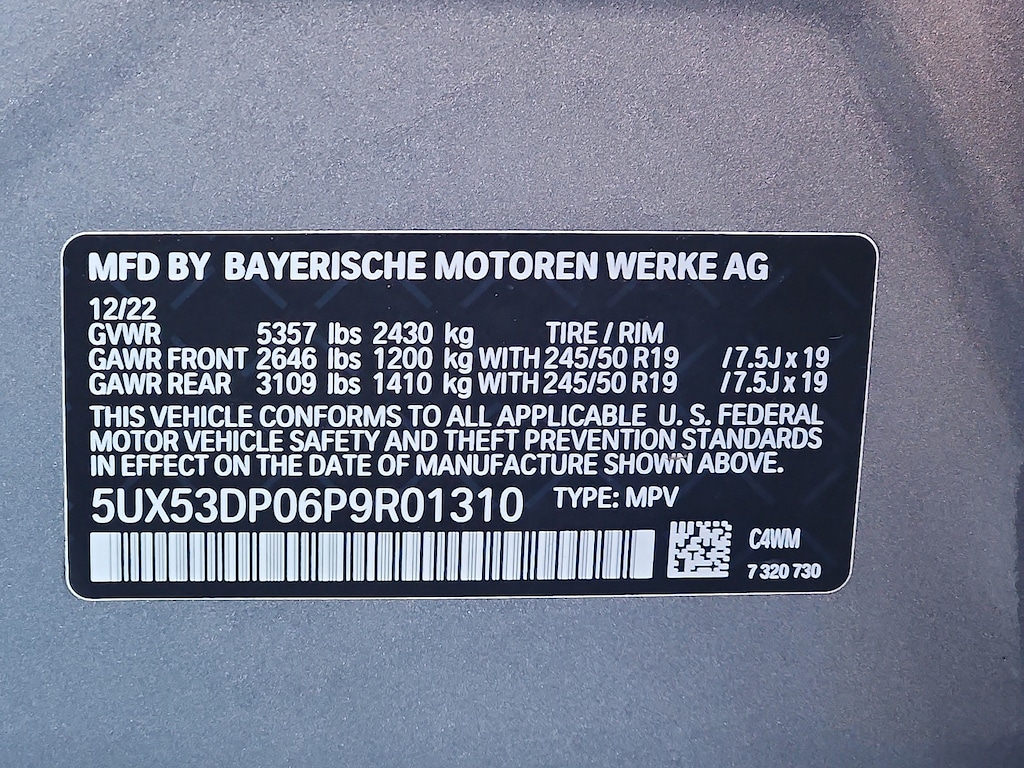 MFD BY BAYERISCHE MOTOREN WERKE AG
12/22
GVWR 5357 lbs 2430 kg TIRE / RIM
GAWR FRONT 2646 lbs 1200 kg WITH 245/50 R19 / 7.5J x 19
GAWR REAR 3109 lbs 1410 kg WITH 245/50 R19 / 7.5J x 19
THIS VEHICLE CONFORMS TO ALL APPLICABLE U. S. FEDERAL
MOTOR VEHICLE SAFETY AND THEFT PREVENTION STANDARDS
IN EFFECT ON THE DATE OF MANUFACTURE SHOWN ABOVE.
5UX53DP06P9R01310 TYPE: MPV
C4WM
7 320 730